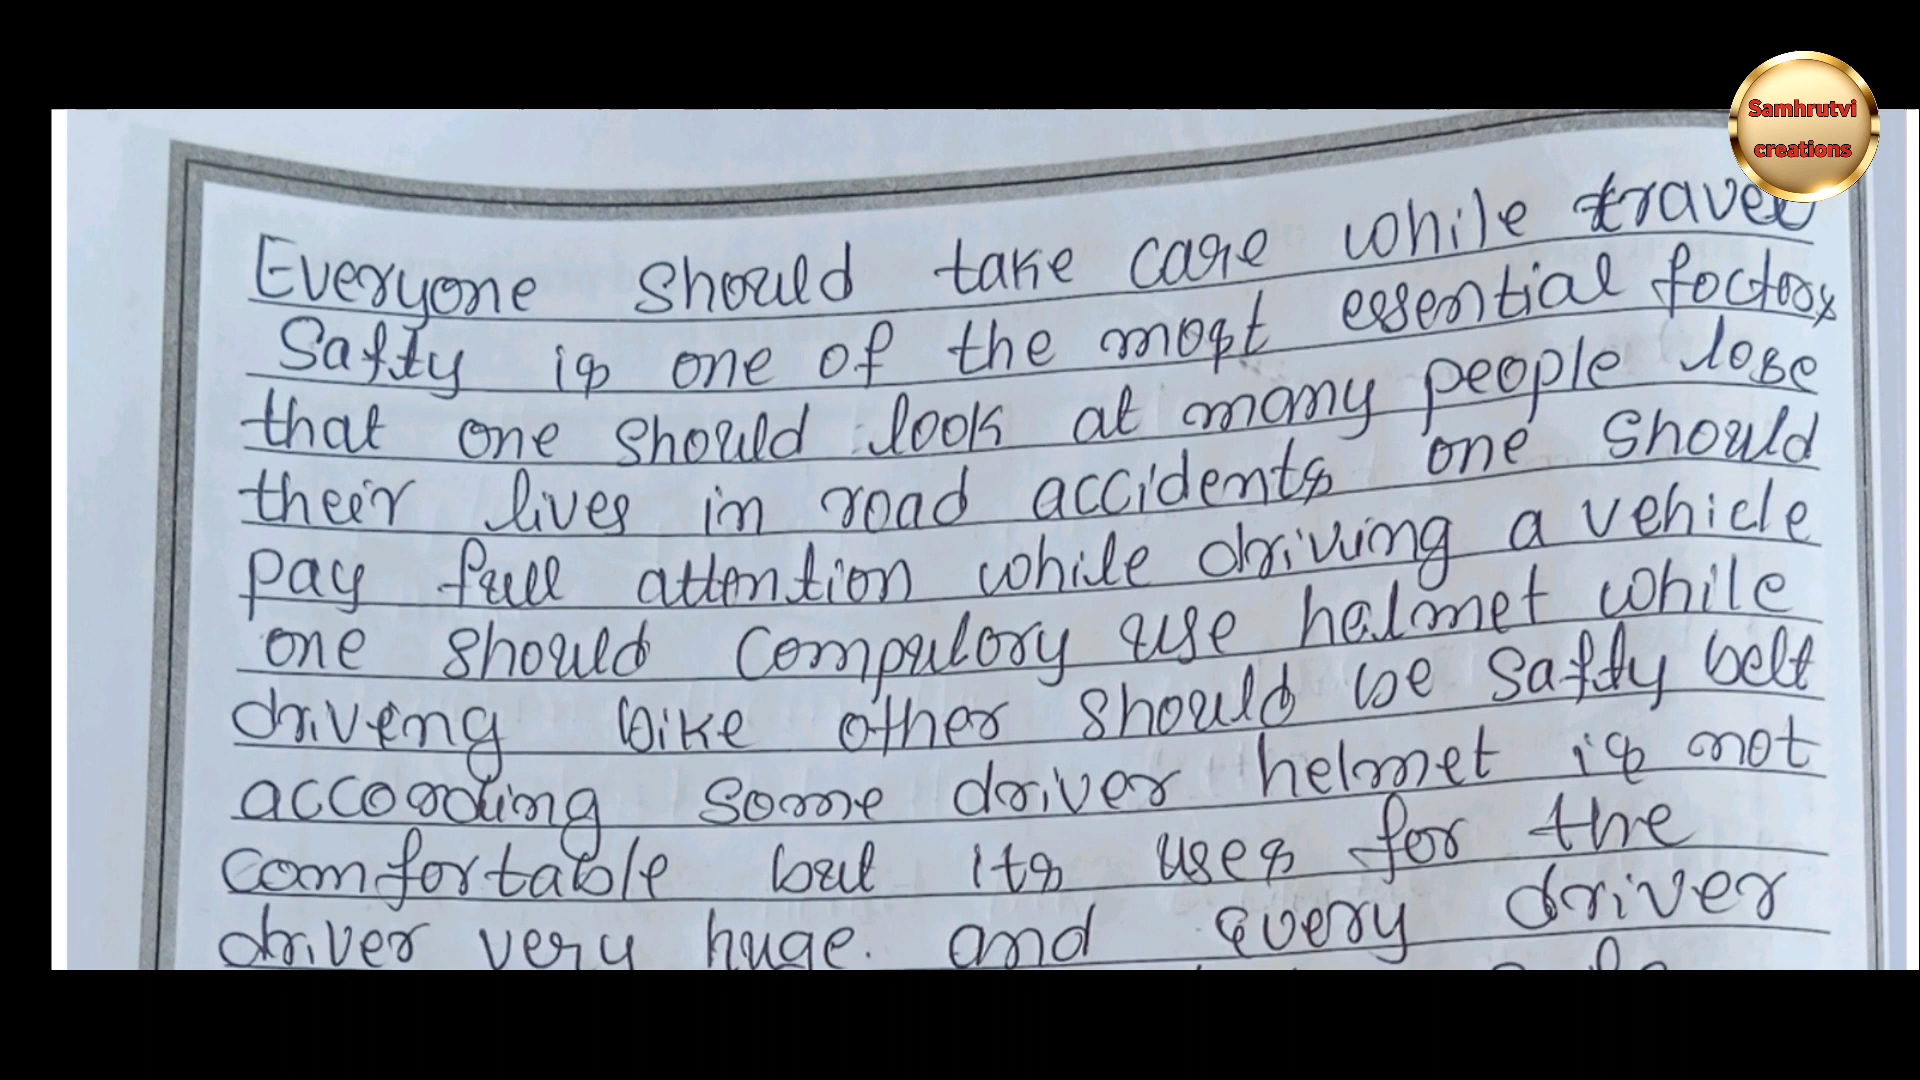 Samhrutvi
creations
Everyone should take care while travel
Safty is one of the most essential foctory
that one should look at many people lose
their lives in road accidents one should
pay full attention while driving a vehicle
one should compulory use halmet while
driveng bike other should be safty belt
according some driver helmet is not
comfortable but its uses for the
driver very huge. and every driver